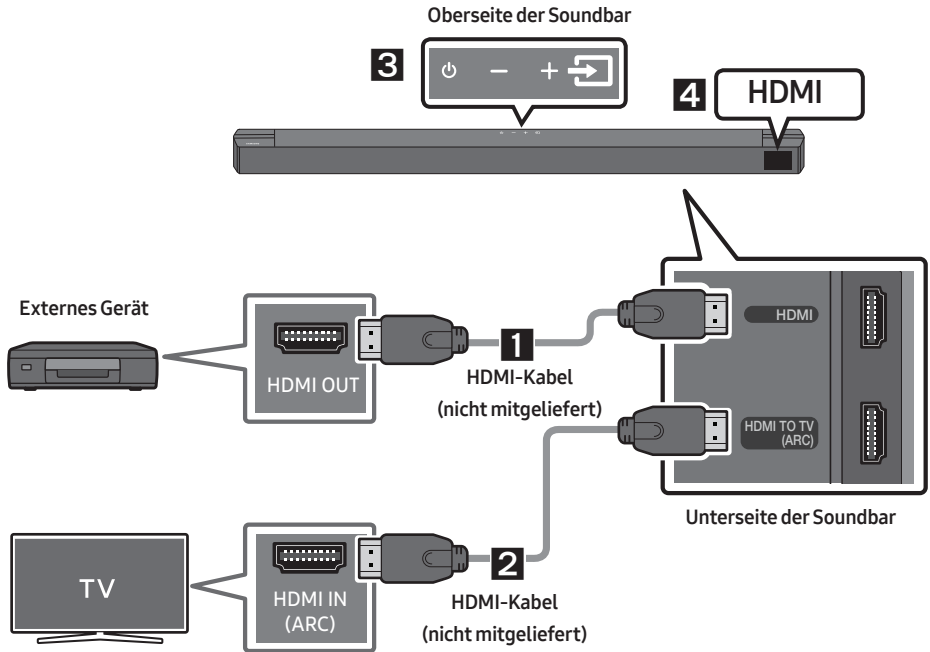 Oberseite der Soundbar
3
4
HDMI
Externes Gerät
HDMI OUT
1
HDMI-Kabel
(nicht mitgeliefert)
HDMI
HDMI TO TV
(ARC)
Unterseite der Soundbar
TV
HDMI IN
(ARC)
2
HDMI-Kabel
(nicht mitgeliefert)